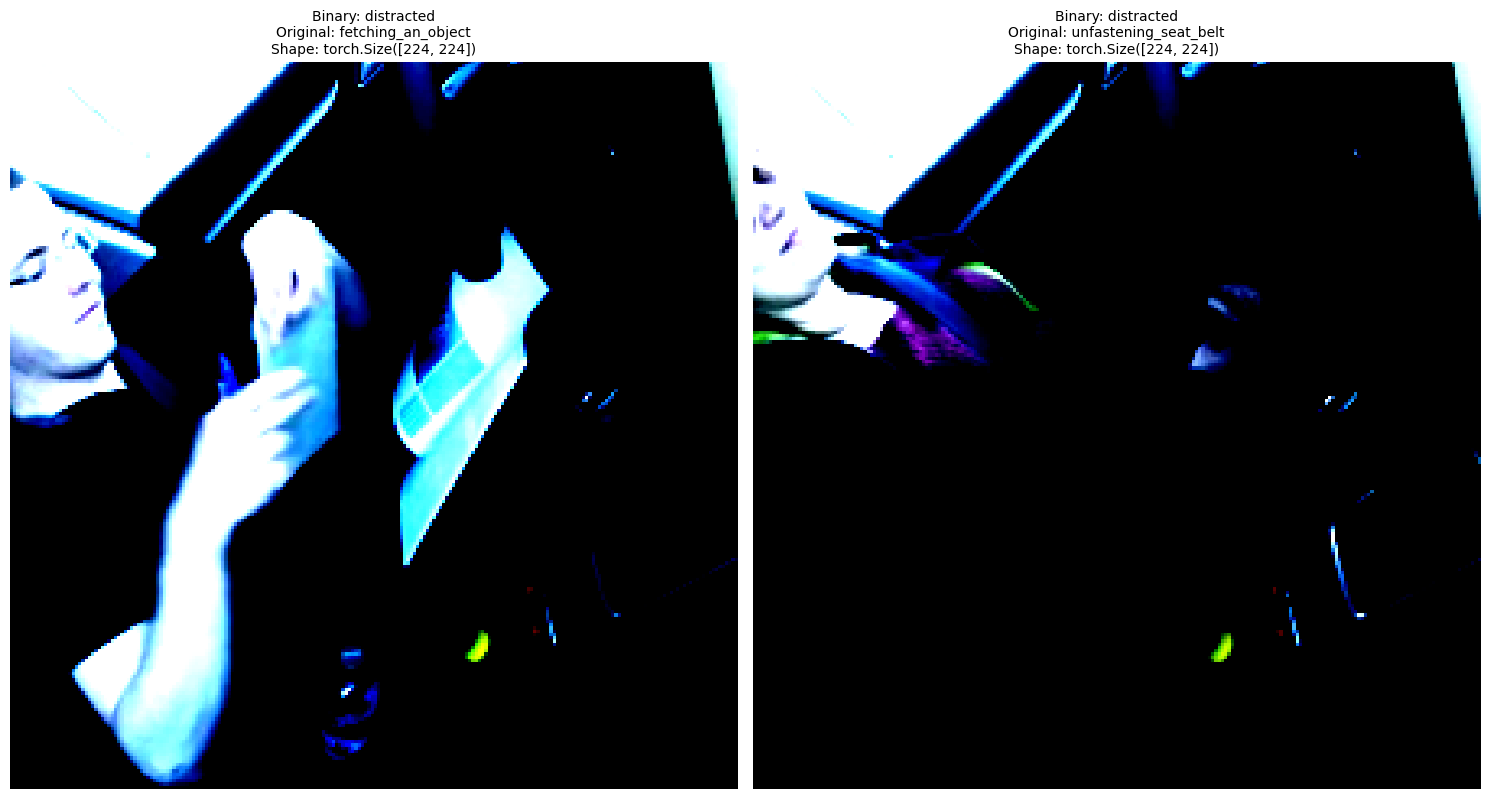 Binary: distracted
Original: fetching_an_object
Shape: torch.Size([224, 224])
Binary: distracted
Original: unfastening_seat_belt
Shape: torch.Size([224, 224])